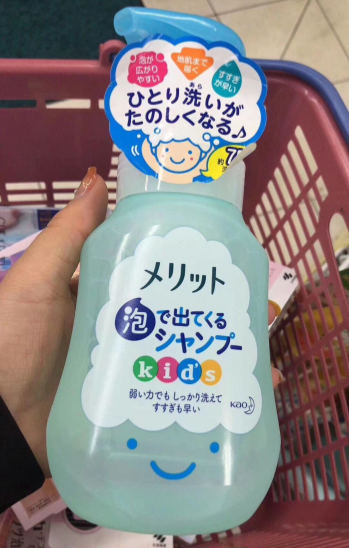 泡が
広がり
やすい
地肌まで
届く
すすぎ
が早い
ひとり洗いが
あら
たのしくなる♪
約7
メリット
泡で出てくる
シャンプー
kid's
弱い力でも しっかり洗えて
すすぎも早い
Kao